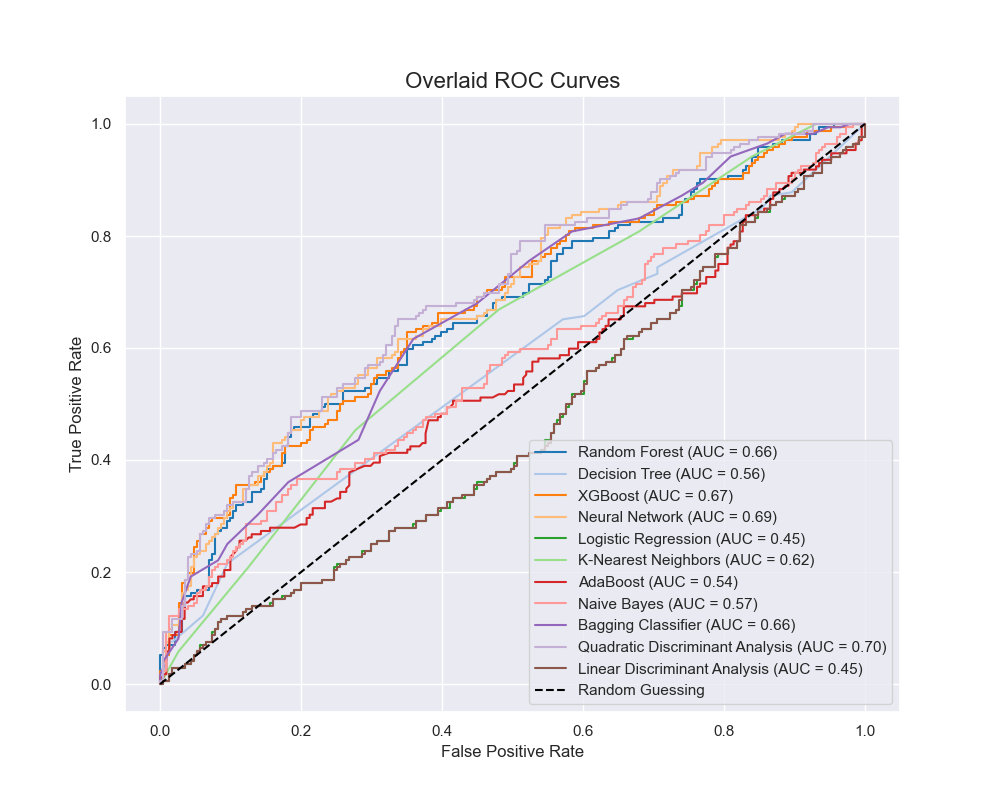 Overlaid ROC Curves
True Positive Rate
1.0
0.8
0.6
0.4
0.2
0.0
Random Forest (AUC = 0.66)
Decision Tree (AUC = 0.56)
XGBoost (AUC = 0.67)
Neural Network (AUC = 0.69)
Logistic Regression (AUC = 0.45)
K-Nearest Neighbors (AUC = 0.62)
AdaBoost (AUC = 0.54)
Naive Bayes (AUC = 0.57)
Bagging Classifier (AUC = 0.66)
Quadratic Discriminant Analysis (AUC = 0.70)
Linear Discriminant Analysis (AUC = 0.45)
Random Guessing
0.0 0.2 0.4 0.6 0.8 1.0
False Positive Rate